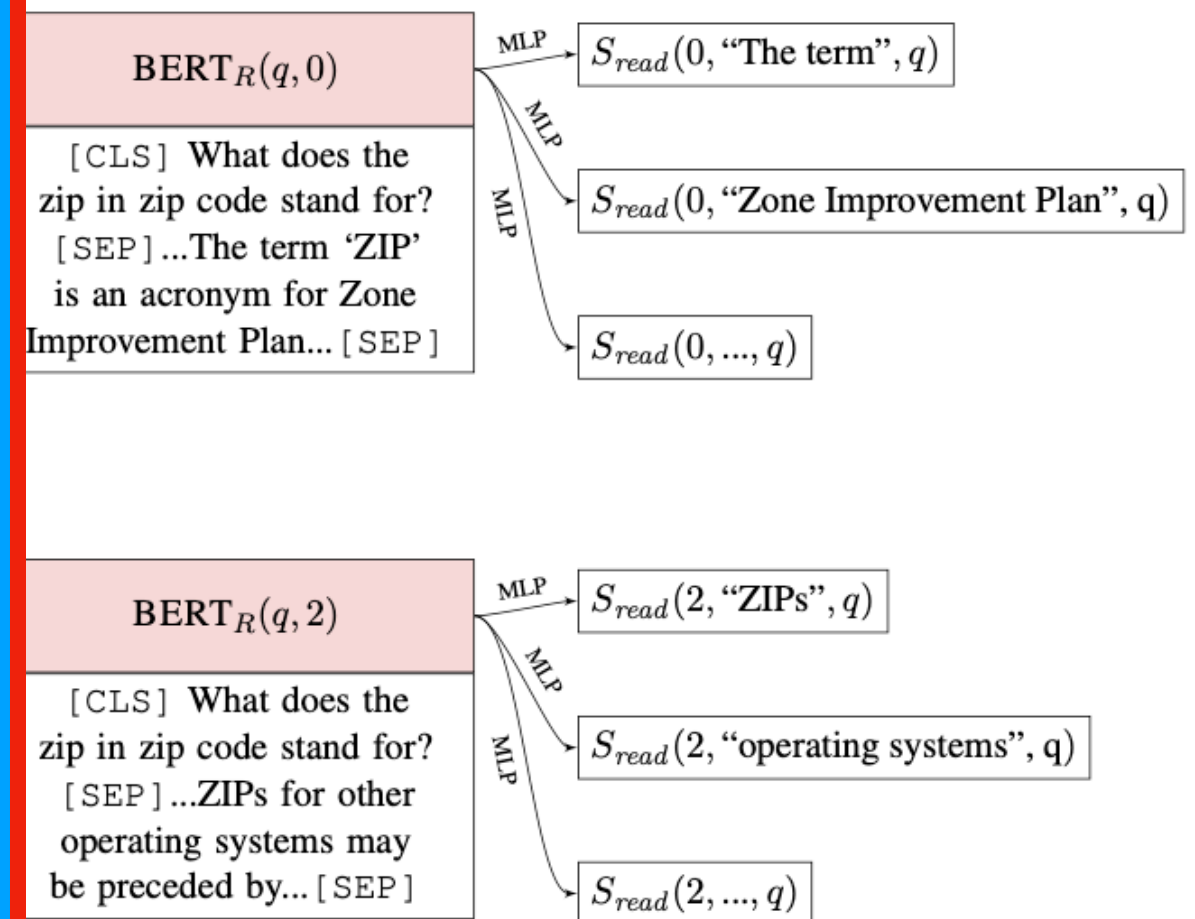 BERT_R(q, 0)
[CLS] What does the
zip in zip code stand for?
[SEP]...The term ‘ZIP’
is an acronym for Zone
Improvement Plan...[SEP]
MLP
MLP
MLP
S_read(0, “The term”, q)
S_read(0, “Zone Improvement Plan”, q)
S_read(0, ..., q)
BERT_R(q, 2)
[CLS] What does the
zip in zip code stand for?
[SEP]...ZIPs for other
operating systems may
be preceded by...[SEP]
MLP
MLP
MLP
S_read(2, “ZIPs”, q)
S_read(2, “operating systems”, q)
S_read(2, ..., q)